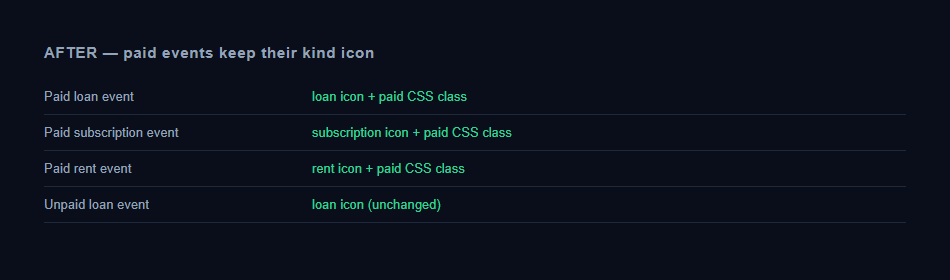 AFTER — paid events keep their kind icon
Paid loan event loan icon + paid CSS class
Paid subscription event subscription icon + paid CSS class
Paid rent event rent icon + paid CSS class
Unpaid loan event loan icon (unchanged)